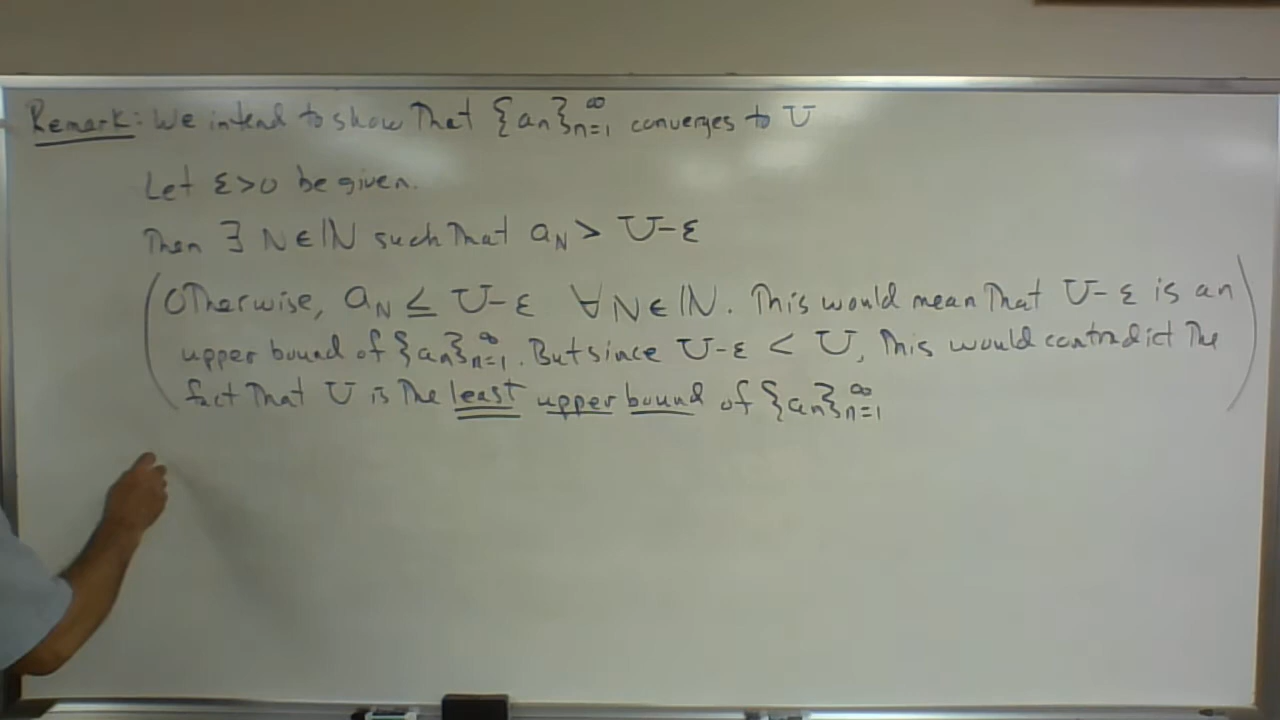 Remark: We intend to show That {aₙ}ₙ₌₁^∞ converges to U
Let ε>0 be given.
Then ∃ N∈ℕ such That a_N > U-ε
(Otherwise, a_N ≤ U-ε ∀N∈ℕ. This would mean That U-ε is an
upper bound of {aₙ}ₙ₌₁^∞. But since U-ε < U, This would contradict The
fact That U is The least upper bound of {aₙ}ₙ₌₁^∞)